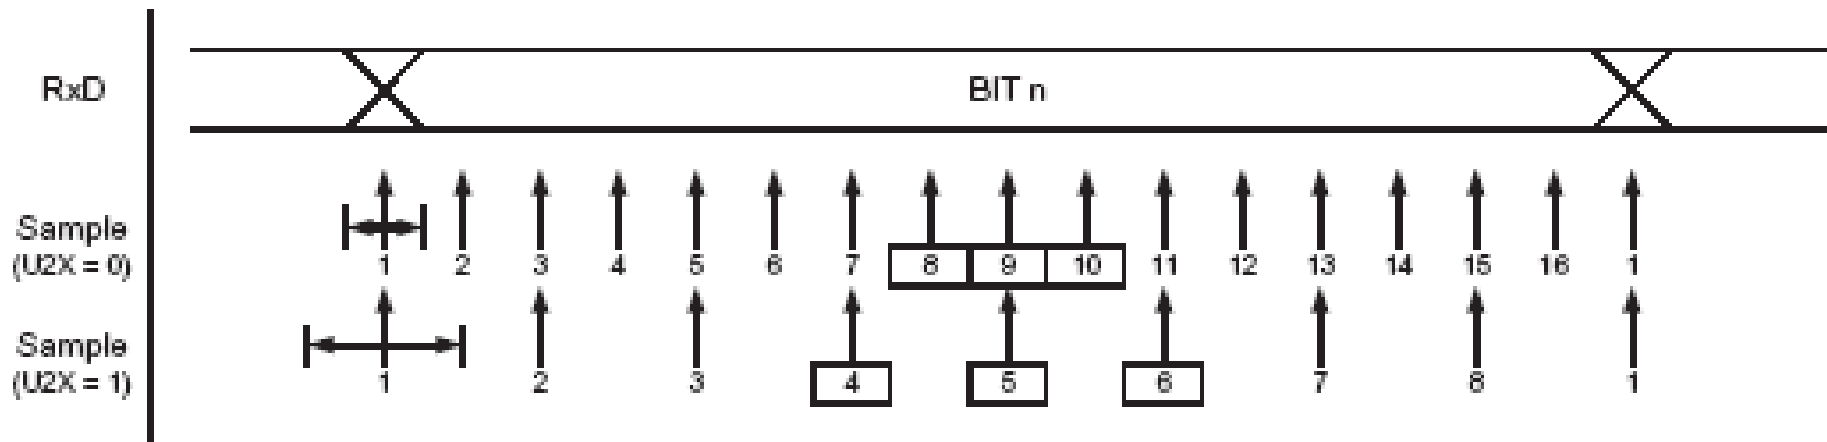 RxD
BIT n
Sample
(U2X = 0)
1 2 3 4 5 6 7 8 9 10 11 12 13 14 15 16 1
Sample
(U2X = 1)
1 2 3 4 5 6 7 8 1